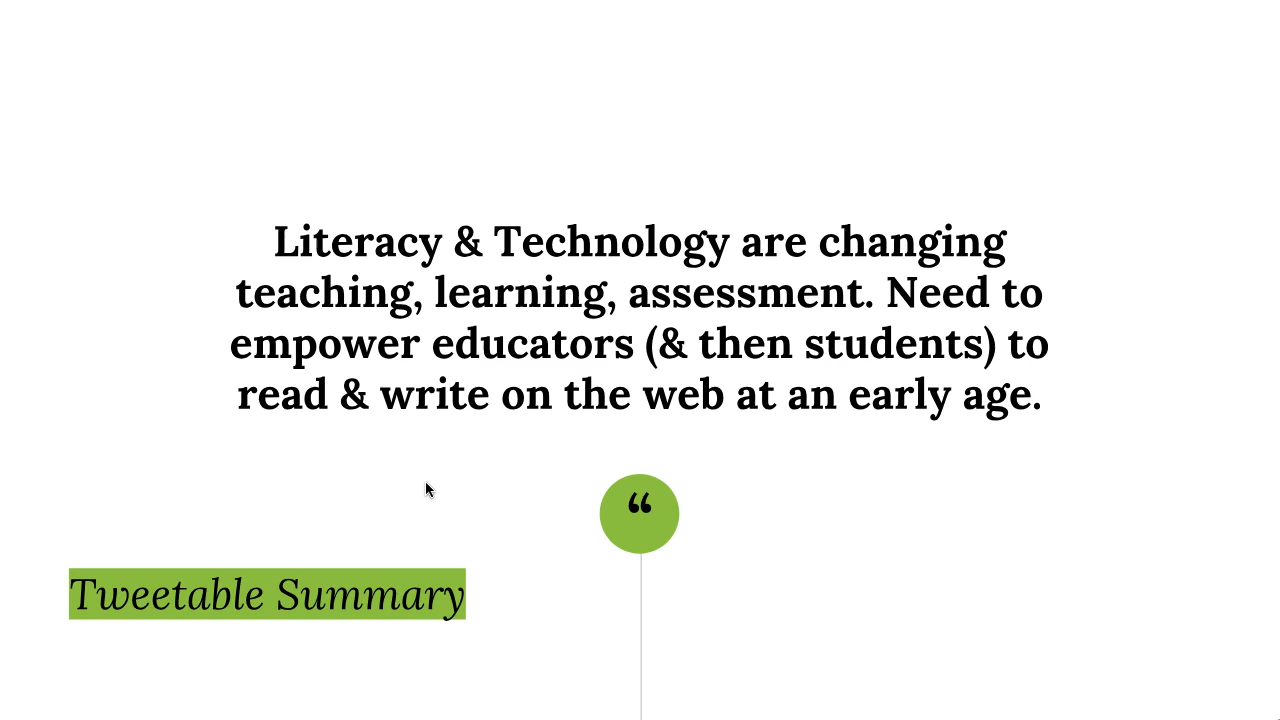 Literacy & Technology are changing
teaching, learning, assessment. Need to
empower educators (& then students) to
read & write on the web at an early age.
“
Tweetable Summary